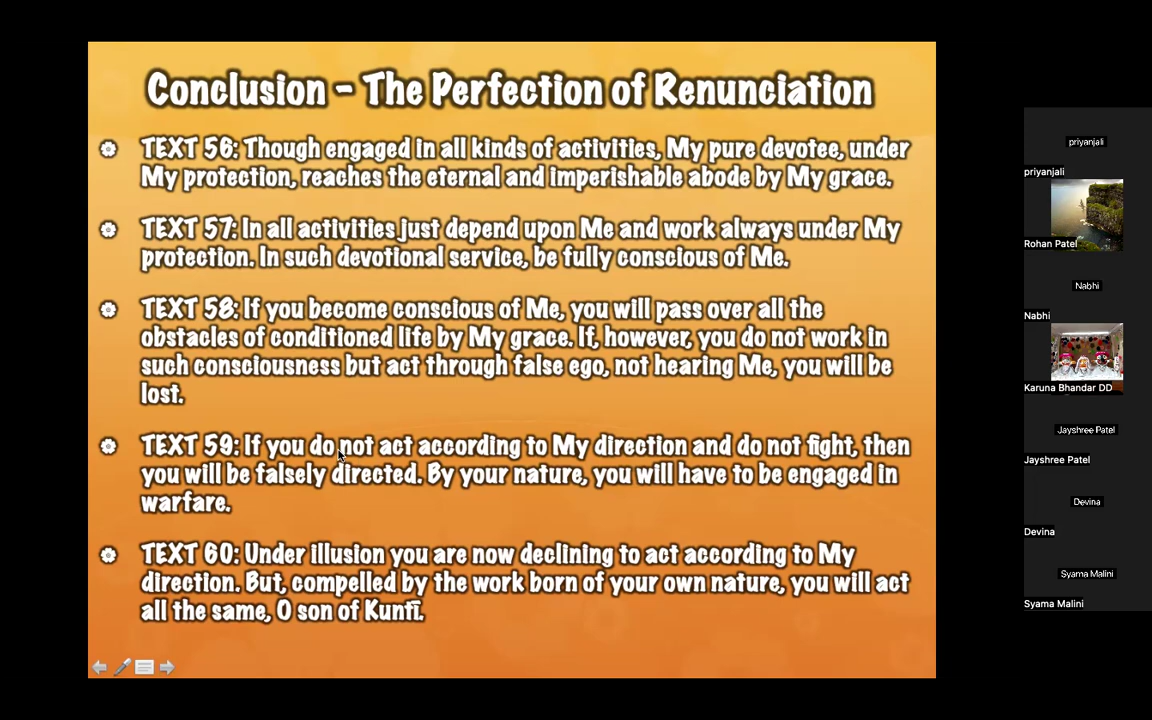 Conclusion - The Perfection of Renunciation
TEXT 56: Though engaged in all kinds of activities, My pure devotee, under
My protection, reaches the eternal and imperishable abode by My grace.
TEXT 57: In all activities just depend upon Me and work always under My
protection. In such devotional service, be fully conscious of Me.
TEXT 58: If you become conscious of Me, you will pass over all the
obstacles of conditioned life by My grace. If, however, you do not work in
such consciousness but act through false ego, not hearing Me, you will be
lost.
TEXT 59: If you do not act according to My direction and do not fight, then
you will be falsely directed. By your nature, you will have to be engaged in
warfare.
TEXT 60: Under illusion you are now declining to act according to My
direction. But, compelled by the work born of your own nature, you will act
all the same, O son of Kuntī.
priyanjali
priyanjali
Rohan Patel
Nabhi
Nabhi
Karuna Bhandar DD
Jayshree Patel
Jayshree Patel
Devina
Devina
Syama Malini
Syama Malini